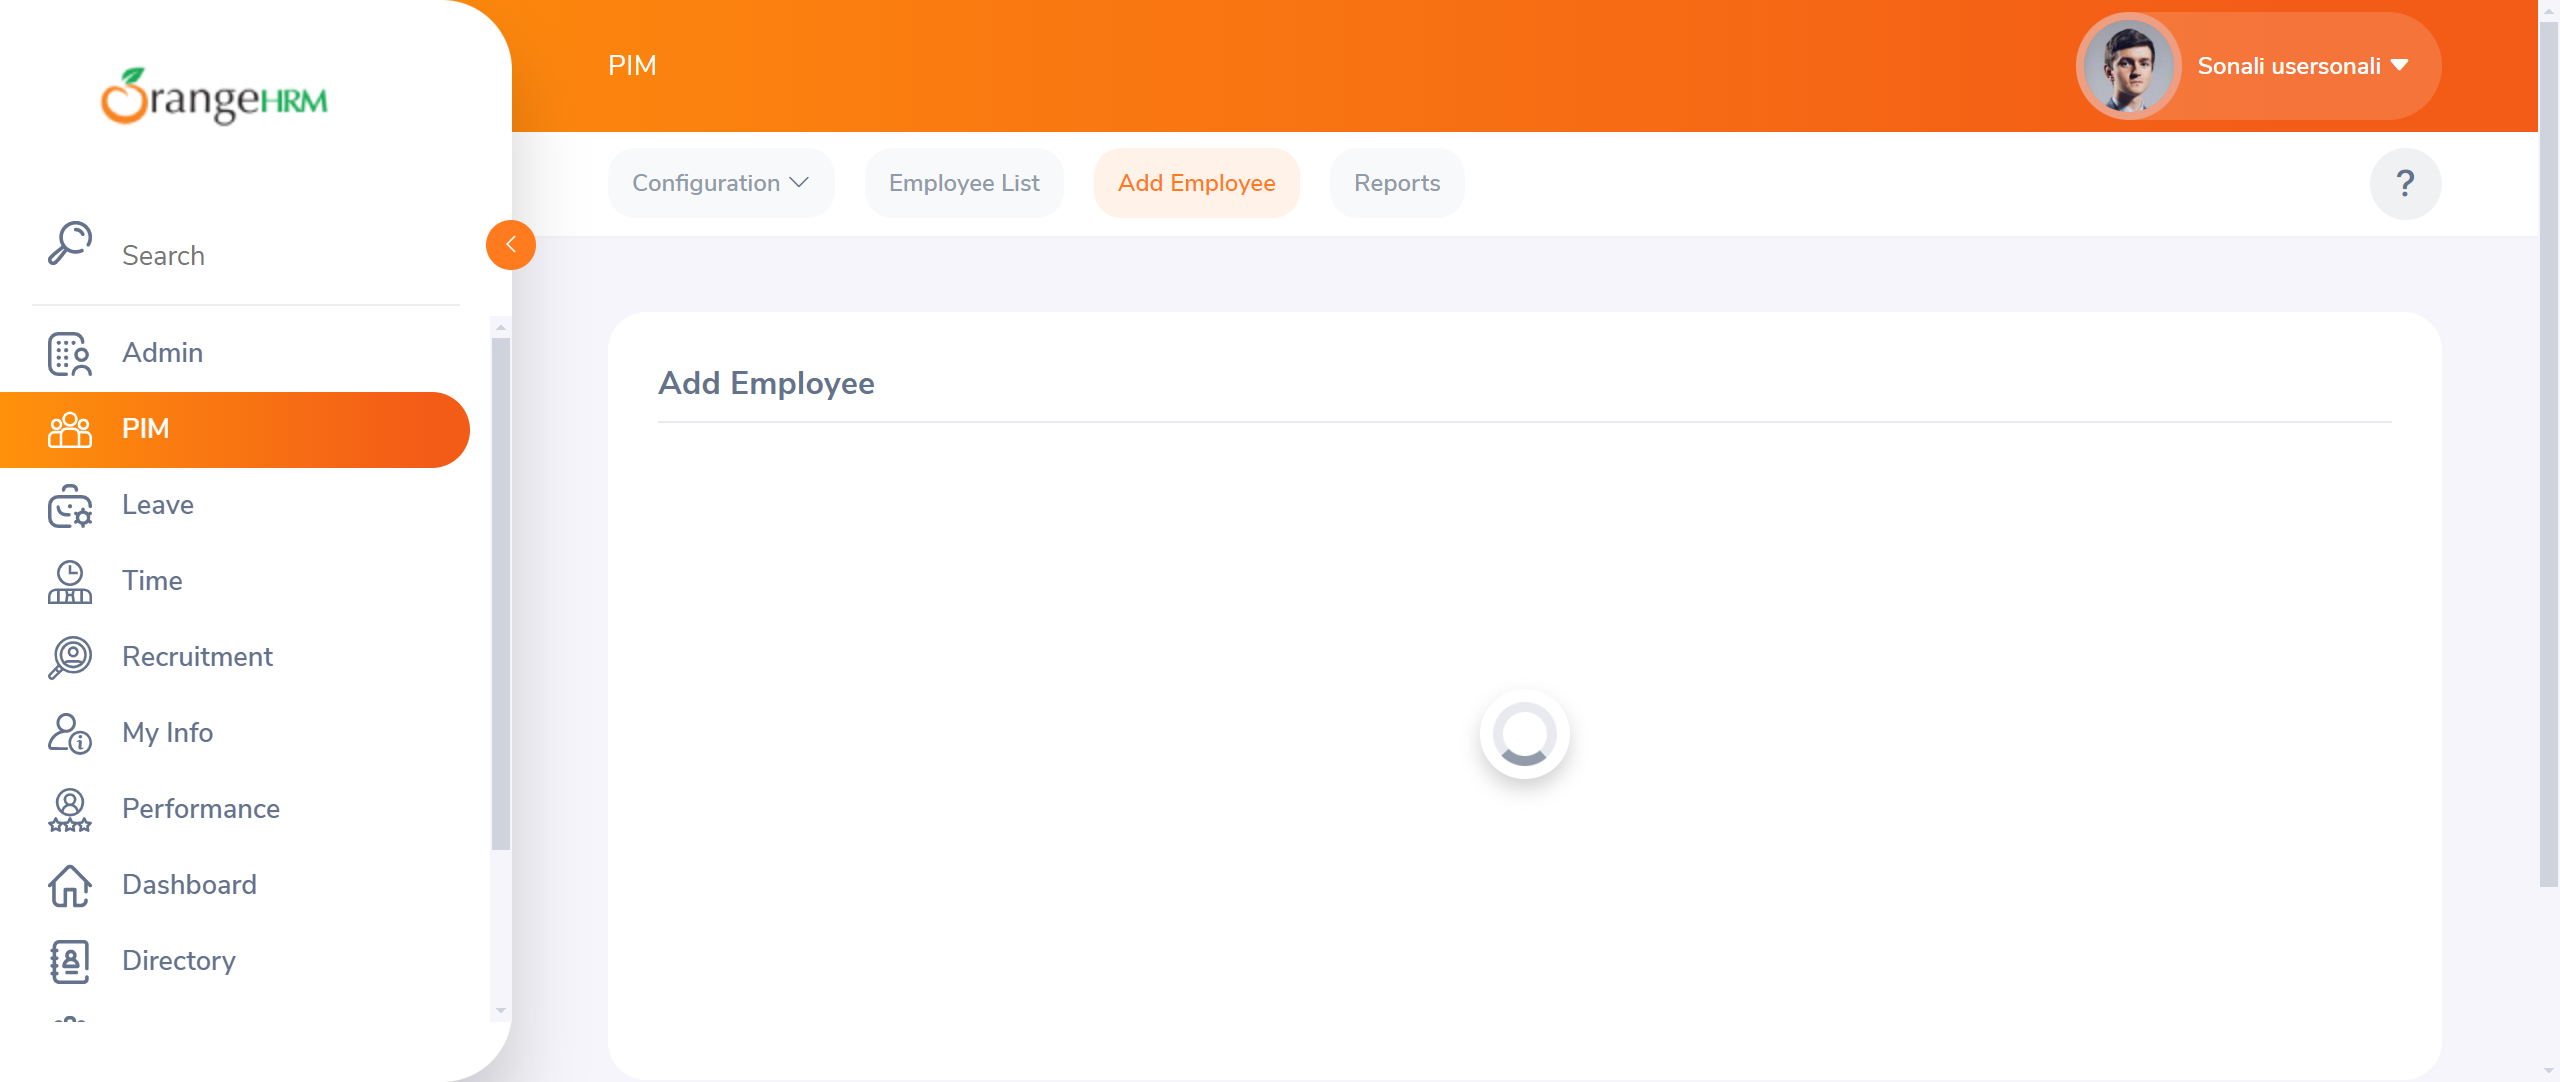 OrangeHRM
Search
Admin
PIM
Leave
Time
Recruitment
My Info
Performance
Dashboard
Directory
PIM
Sonali usersonali
Configuration
Employee List
Add Employee
Reports
?
Add Employee